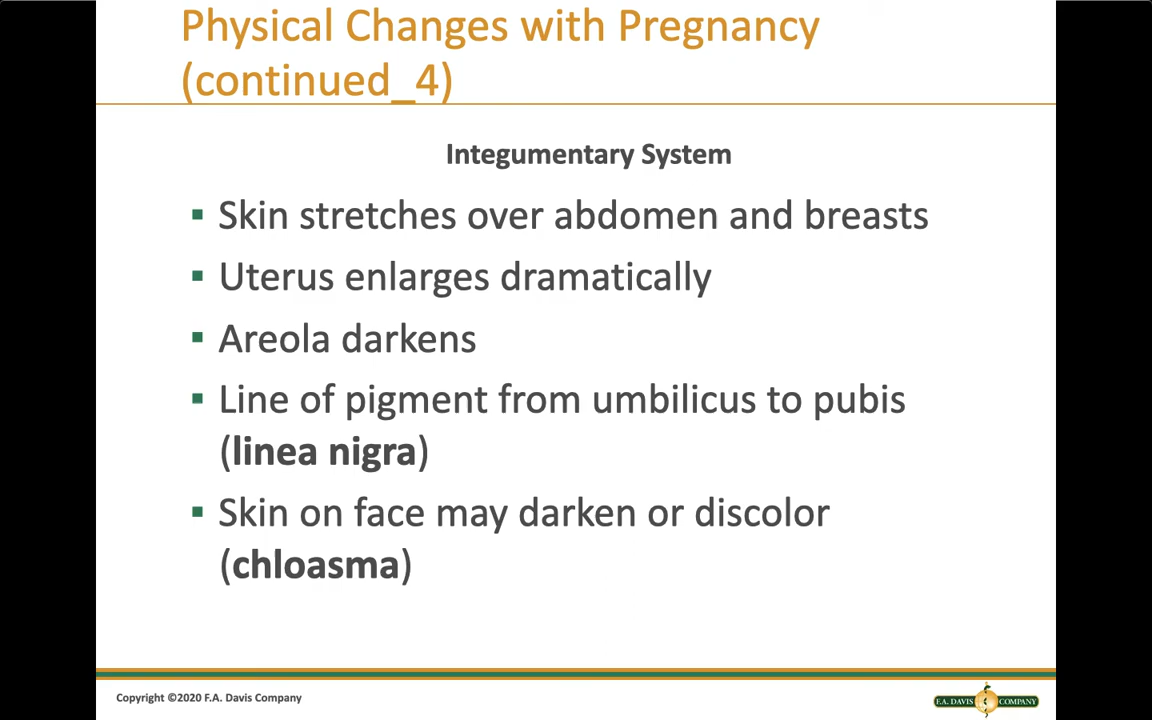 Physical Changes with Pregnancy
(continued_4)
Integumentary System
▪ Skin stretches over abdomen and breasts
▪ Uterus enlarges dramatically
▪ Areola darkens
▪ Line of pigment from umbilicus to pubis
(linea nigra)
▪ Skin on face may darken or discolor
(chloasma)
Copyright ©2020 F.A. Davis Company
F.A. DAVIS COMPANY